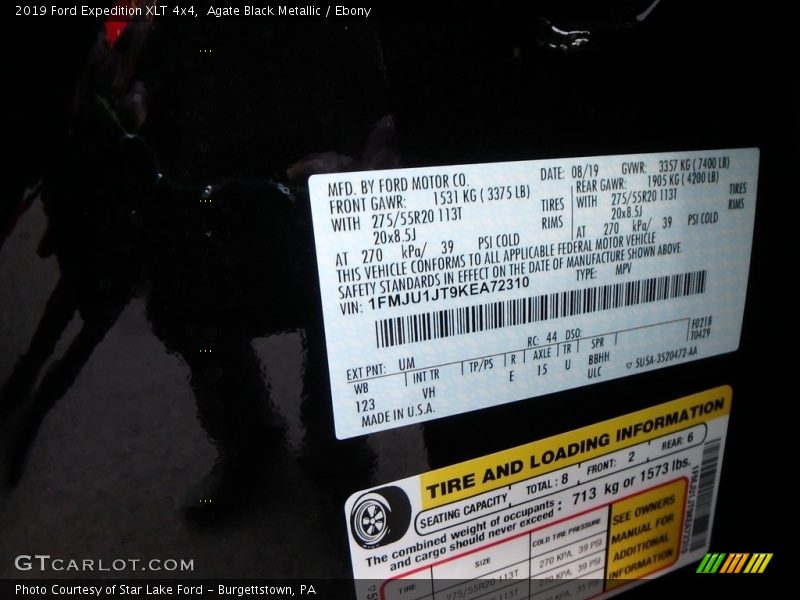 2019 Ford Expedition XLT 4x4, Agate Black Metallic / Ebony
MFD. BY FORD MOTOR CO. DATE: 08/19 GVWR: 3357 KG ( 7400 LB)
FRONT GAWR: 1531 KG ( 3375 LB) REAR GAWR: 1905 KG ( 4200 LB)
WITH 275/55R20 113T TIRES WITH 275/55R20 113T TIRES
20x8.5J RIMS 20x8.5J RIMS
AT 270 kPa/ 39 PSI COLD AT 270 kPa/ 39 PSI COLD
THIS VEHICLE CONFORMS TO ALL APPLICABLE FEDERAL MOTOR VEHICLE
SAFETY STANDARDS IN EFFECT ON THE DATE OF MANUFACTURE SHOWN ABOVE.
VIN: 1FMJU1JT9KEA72310 TYPE: MPV
F0218
T0429
EXT PNT: UM RC: 44 DSO:
WB INT TR TP/PS R AXLE TR SPR
123 VH E 15 U BBHH
ULC
5U5A-3520472-AA
MADE IN U.S.A.
TIRE AND LOADING INFORMATION
SEATING CAPACITY TOTAL: 8 FRONT: 2 REAR: 6
The combined weight of occupants and cargo should never exceed : 713 kg or 1573 lbs.
TIRE SIZE COLD TIRE PRESSURE
275/55R20 113T 270 KPA, 39 PSI
SEE OWNERS
MANUAL FOR
ADDITIONAL
INFORMATION
GTCARLOT.COM
Photo Courtesy of Star Lake Ford - Burgettstown, PA